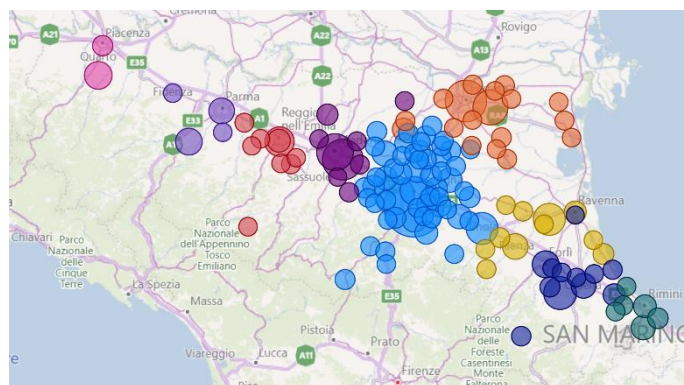 Cremona
A21
Piacenza
A22
Rovigo
A13
Quarto
E35
A22
Fidenza
Parma
E33
A1
Reggio
nell'Emilia
RA8
Sassuolo
Parco
Nazionale
dell'Appennino
Tosco
Emiliano
Ravenna
Chiavari
Parco
Nazionale
delle
Cinque
Terre
La Spezia
Forlì
Massa
E35
Rimini
Pistoia
Prato
Parco
Nazionale
delle
Foreste
Casentinesi
Monte
Falterona,
SAN MARINO
Viareggio
Lucca
A11
Firenze